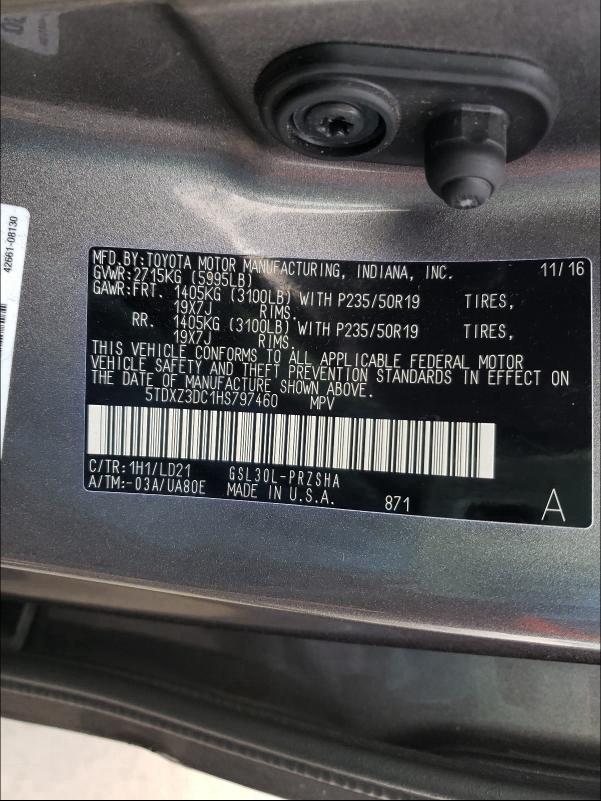 42661-08130
MFD.BY:TOYOTA MOTOR MANUFACTURING, INDIANA, INC. 11/16
GVWR:2715KG (5995LB)
GAWR:FRT. 1405KG (3100LB) WITH P235/50R19 TIRES,
19X7J RIMS.
RR. 1405KG (3100LB) WITH P235/50R19 TIRES,
19X7J RIMS.
THIS VEHICLE CONFORMS TO ALL APPLICABLE FEDERAL MOTOR
VEHICLE SAFETY AND THEFT PREVENTION STANDARDS IN EFFECT ON
THE DATE OF MANUFACTURE SHOWN ABOVE.
5TDXZ3DC1HS797460 MPV
C/TR:1H1/LD21 GSL30L-PRZSHA
A/TM:-03A/UA80E MADE IN U.S.A. 871 A